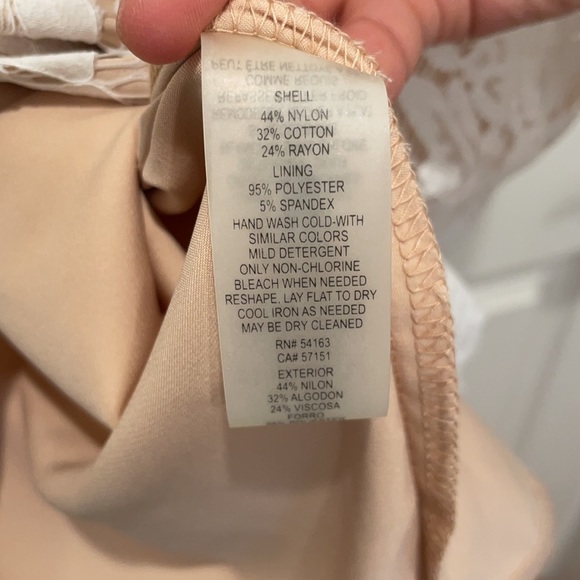 SHELL
44% NYLON
32% COTTON
24% RAYON
LINING
95% POLYESTER
5% SPANDEX
HAND WASH COLD-WITH
SIMILAR COLORS
MILD DETERGENT
ONLY NON-CHLORINE
BLEACH WHEN NEEDED
RESHAPE, LAY FLAT TO DRY
COOL IRON AS NEEDED
MAY BE DRY CLEANED
RN# 54163
CA# 57151
EXTERIOR
44% NILON
32% ALGODON
24% VISCOSA
FORRO